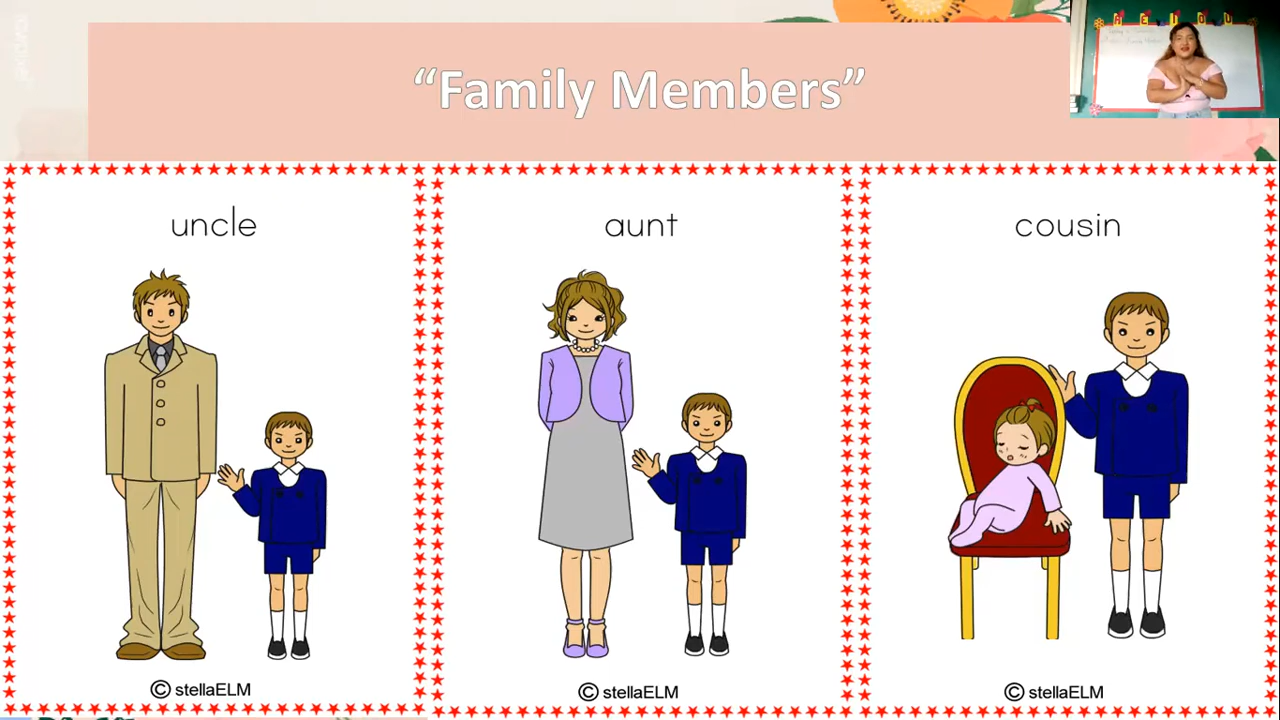 “Family Members”
A E I O U
uncle
aunt
cousin
© stellaELM
© stellaELM
© stellaELM